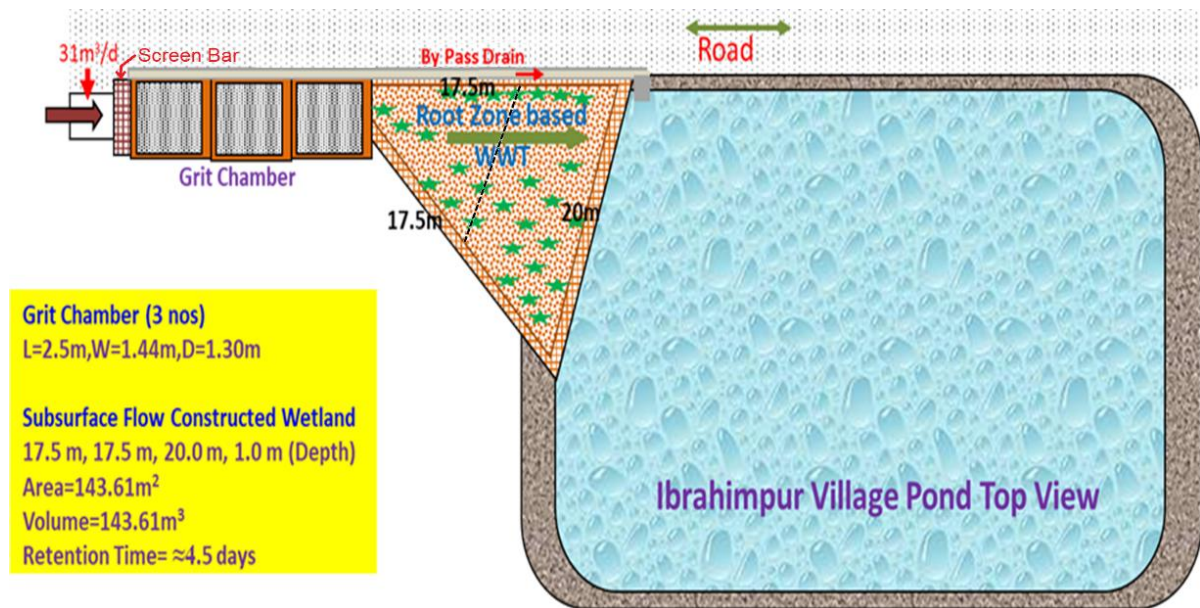 31m³/d
Screen Bar
By Pass Drain
Road
17.5m
Root Zone based
WWT
Grit Chamber
17.5m
20m
Grit Chamber (3 nos)
L=2.5m,W=1.44m,D=1.30m
Subsurface Flow Constructed Wetland
17.5 m, 17.5 m, 20.0 m, 1.0 m (Depth)
Area=143.61m²
Volume=143.61m³
Retention Time= ≈4.5 days
Ibrahimpur Village Pond Top View